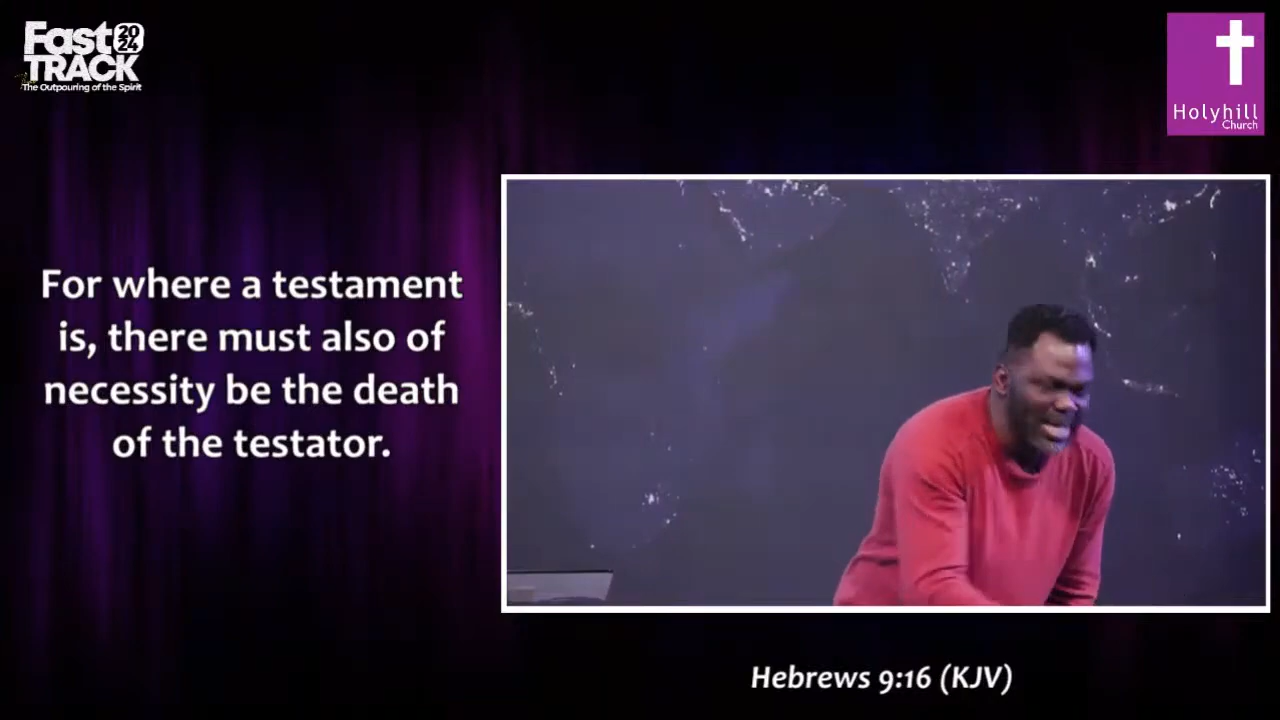 Fast 2024
TRACK
The Outpouring of the Spirit
Holyhill
Church
For where a testament
is, there must also of
necessity be the death
of the testator.
Hebrews 9:16 (KJV)